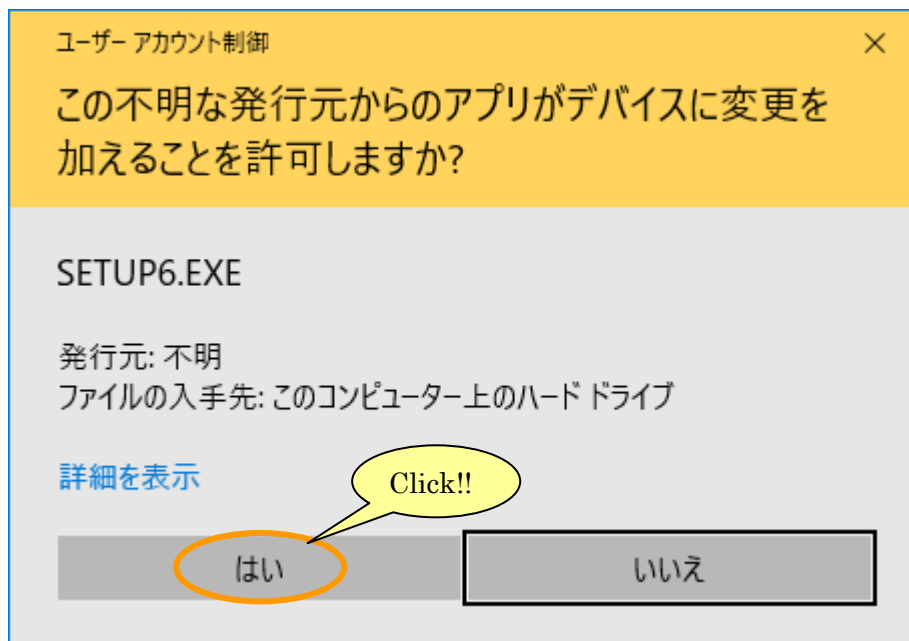 ユーザー アカウント制御
この不明な発行元からのアプリがデバイスに変更を
加えることを許可しますか?
SETUP6.EXE
発行元: 不明
ファイルの入手先: このコンピューター上のハード ドライブ
詳細を表示
Click!!
はい
いいえ